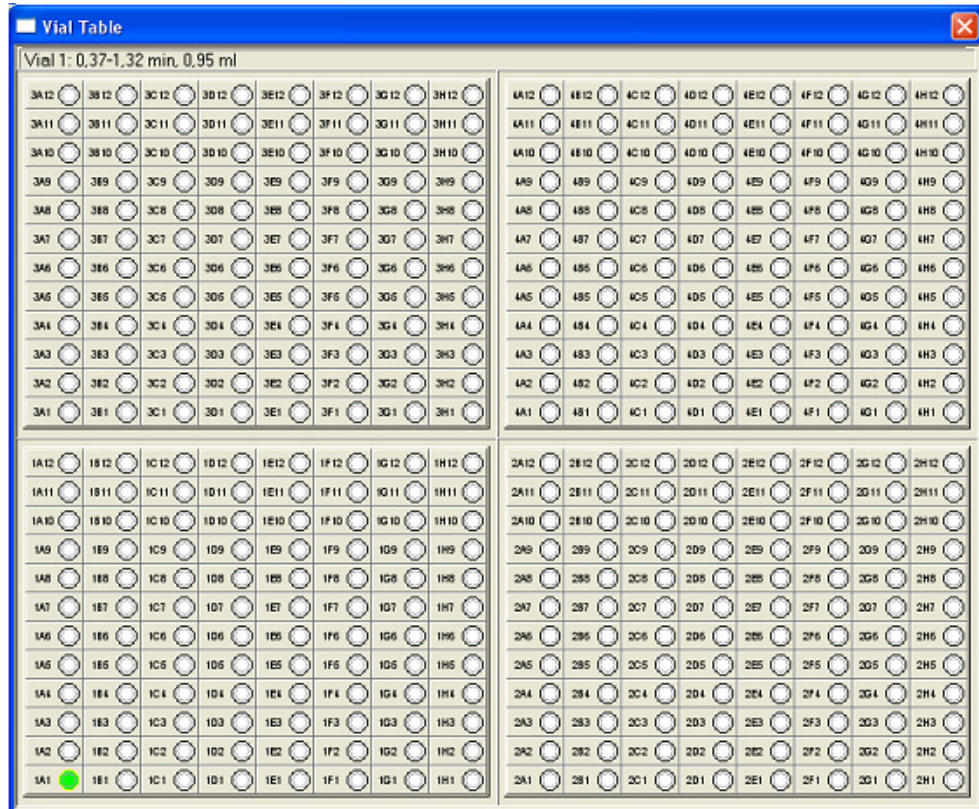 Vial Table
Vial 1: 0,37-1,32 min, 0,95 ml
3A12 3B12 3C12 3D12 3E12 3F12 3G12 3H12 4A12 4B12 4C12 4D12 4E12 4F12 4G12 4H12
3A11 3B11 3C11 3D11 3E11 3F11 3G11 3H11 4A11 4B11 4C11 4D11 4E11 4F11 4G11 4H11
3A10 3B10 3C10 3D10 3E10 3F10 3G10 3H10 4A10 4B10 4C10 4D10 4E10 4F10 4G10 4H10
3A9 3B9 3C9 3D9 3E9 3F9 3G9 3H9 4A9 4B9 4C9 4D9 4E9 4F9 4G9 4H9
3A8 3B8 3C8 3D8 3E8 3F8 3G8 3H8 4A8 4B8 4C8 4D8 4E8 4F8 4G8 4H8
3A7 3B7 3C7 3D7 3E7 3F7 3G7 3H7 4A7 4B7 4C7 4D7 4E7 4F7 4G7 4H7
3A6 3B6 3C6 3D6 3E6 3F6 3G6 3H6 4A6 4B6 4C6 4D6 4E6 4F6 4G6 4H6
3A5 3B5 3C5 3D5 3E5 3F5 3G5 3H5 4A5 4B5 4C5 4D5 4E5 4F5 4G5 4H5
3A4 3B4 3C4 3D4 3E4 3F4 3G4 3H4 4A4 4B4 4C4 4D4 4E4 4F4 4G4 4H4
3A3 3B3 3C3 3D3 3E3 3F3 3G3 3H3 4A3 4B3 4C3 4D3 4E3 4F3 4G3 4H3
3A2 3B2 3C2 3D2 3E2 3F2 3G2 3H2 4A2 4B2 4C2 4D2 4E2 4F2 4G2 4H2
3A1 3B1 3C1 3D1 3E1 3F1 3G1 3H1 4A1 4B1 4C1 4D1 4E1 4F1 4G1 4H1
1A12 1B12 1C12 1D12 1E12 1F12 1G12 1H12 2A12 2B12 2C12 2D12 2E12 2F12 2G12 2H12
1A11 1B11 1C11 1D11 1E11 1F11 1G11 1H11 2A11 2B11 2C11 2D11 2E11 2F11 2G11 2H11
1A10 1B10 1C10 1D10 1E10 1F10 1G10 1H10 2A10 2B10 2C10 2D10 2E10 2F10 2G10 2H10
1A9 1B9 1C9 1D9 1E9 1F9 1G9 1H9 2A9 2B9 2C9 2D9 2E9 2F9 2G9 2H9
1A8 1B8 1C8 1D8 1E8 1F8 1G8 1H8 2A8 2B8 2C8 2D8 2E8 2F8 2G8 2H8
1A7 1B7 1C7 1D7 1E7 1F7 1G7 1H7 2A7 2B7 2C7 2D7 2E7 2F7 2G7 2H7
1A6 1B6 1C6 1D6 1E6 1F6 1G6 1H6 2A6 2B6 2C6 2D6 2E6 2F6 2G6 2H6
1A5 1B5 1C5 1D5 1E5 1F5 1G5 1H5 2A5 2B5 2C5 2D5 2E5 2F5 2G5 2H5
1A4 1B4 1C4 1D4 1E4 1F4 1G4 1H4 2A4 2B4 2C4 2D4 2E4 2F4 2G4 2H4
1A3 1B3 1C3 1D3 1E3 1F3 1G3 1H3 2A3 2B3 2C3 2D3 2E3 2F3 2G3 2H3
1A2 1B2 1C2 1D2 1E2 1F2 1G2 1H2 2A2 2B2 2C2 2D2 2E2 2F2 2G2 2H2
1A1 1B1 1C1 1D1 1E1 1F1 1G1 1H1 2A1 2B1 2C1 2D1 2E1 2F1 2G1 2H1